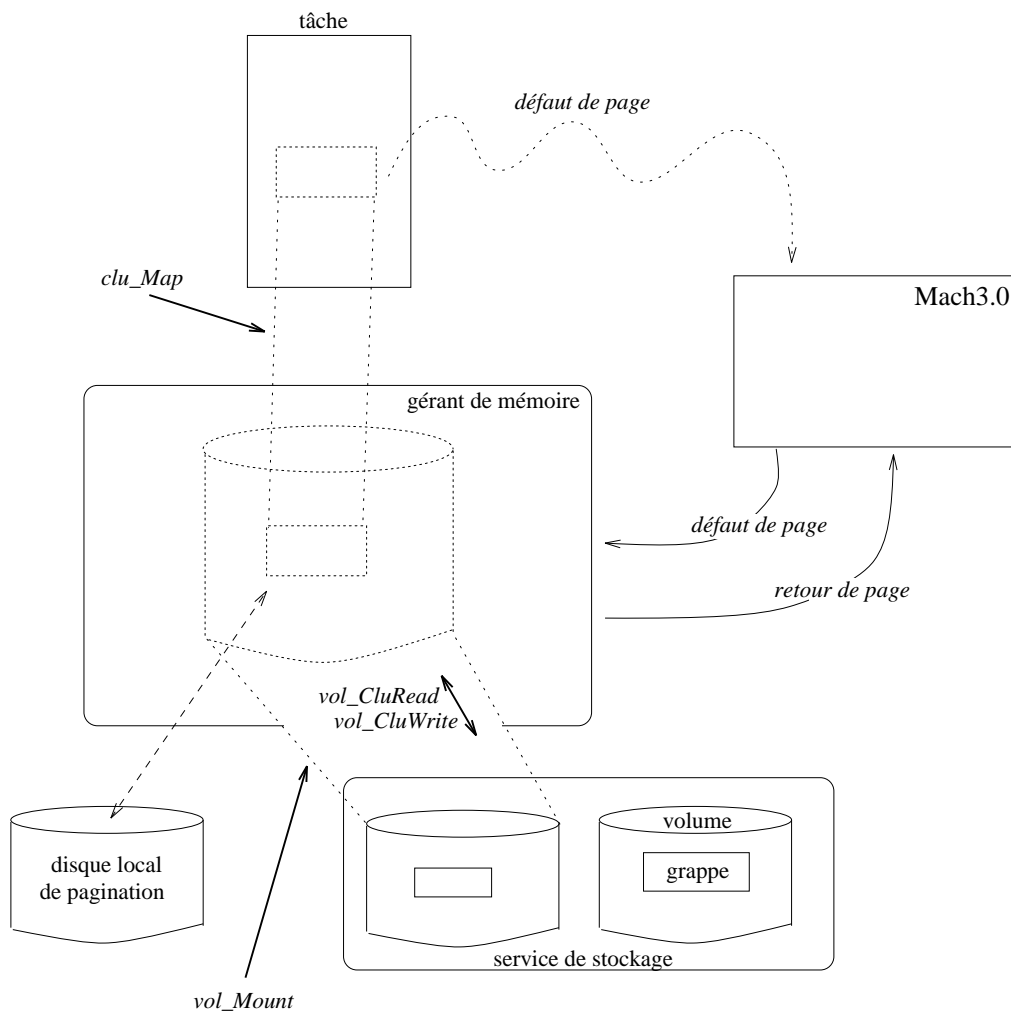 tâche
défaut de page
clu_Map
Mach3.0
gérant de mémoire
défaut de page
retour de page
vol_CluRead
vol_CluWrite
volume
disque local
de pagination
grappe
service de stockage
vol_Mount